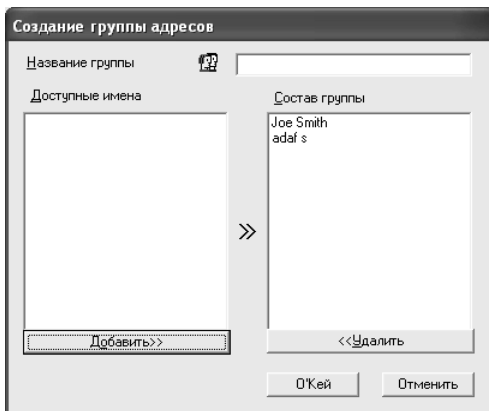 Создание группы адресов
Название группы
Доступные имена
Состав группы
Joe Smith
adaf s
»
Добавить>>
<<Удалить
О'Кей
Отменить